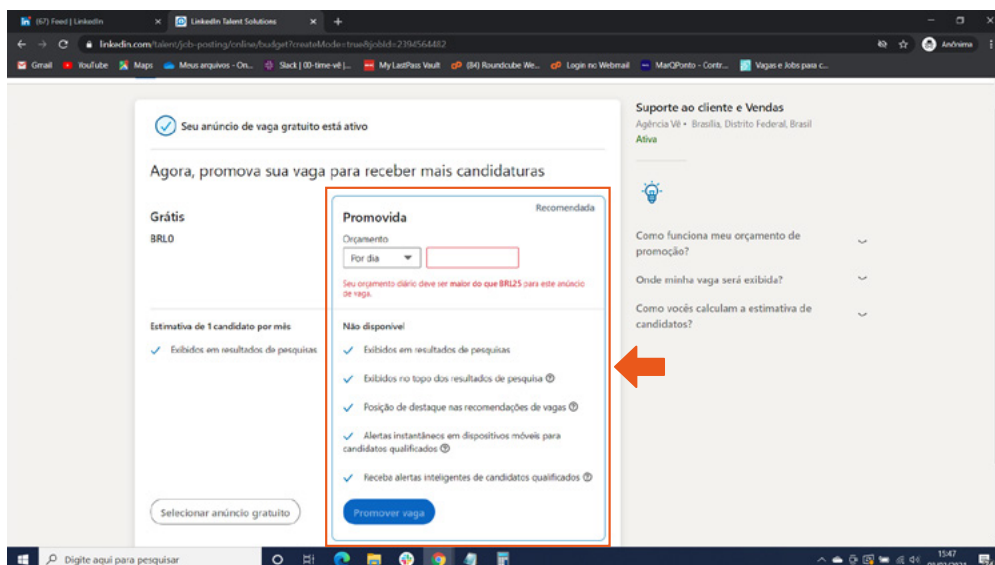 (67) Feed | LinkedIn
LinkedIn Talent Solutions
linkedin.com/talent/job-posting/online/budget?createMode=true&jobId=2394564482
Anônima
Gmail
YouTube
Maps
Meus arquivos - On...
Slack | 00-time-vê |...
My LastPass Vault
(84) Roundcube We...
Login no Webmail
MarQPonto - Contr...
Vagas e Jobs para c...
Seu anúncio de vaga gratuito está ativo
Agora, promova sua vaga para receber mais candidaturas
Grátis
BRL0
Estimativa de 1 candidato por mês
Exibidos em resultados de pesquisas
Selecionar anúncio gratuito
Recomendada
Promovida
Orçamento
Por dia
Seu orçamento diário deve ser maior do que BRL25 para este anúncio
de vaga.
Não disponível
Exibidos em resultados de pesquisas
Exibidos no topo dos resultados de pesquisa
Posição de destaque nas recomendações de vagas
Alertas instantâneos em dispositivos móveis para
candidatos qualificados
Receba alertas inteligentes de candidatos qualificados
Promover vaga
Suporte ao cliente e Vendas
Agência Vê • Brasília, Distrito Federal, Brasil
Ativa
Como funciona meu orçamento de
promoção?
Onde minha vaga será exibida?
Como vocês calculam a estimativa de
candidatos?
Digite aqui para pesquisar
15:47